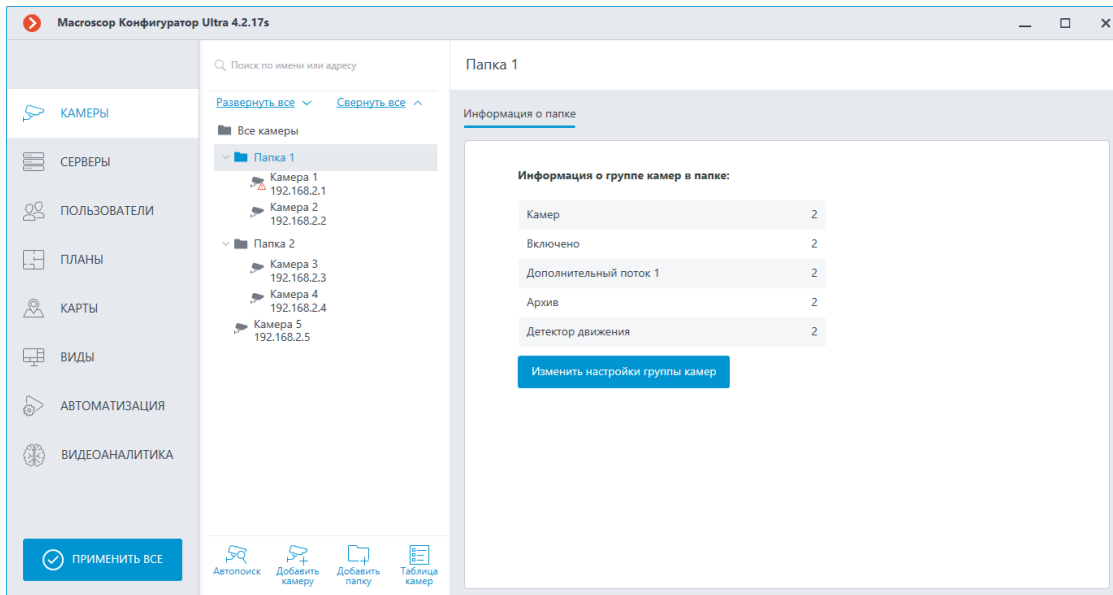 Macroscop Конфигуратор Ultra 4.2.17s
КАМЕРЫ
СЕРВЕРЫ
ПОЛЬЗОВАТЕЛИ
ПЛАНЫ
КАРТЫ
ВИДЫ
АВТОМАТИЗАЦИЯ
ВИДЕОАНАЛИТИКА
ПРИМЕНИТЬ ВСЕ
Поиск по имени или адресу
Развернуть все Свернуть все
Все камеры
Папка 1
Камера 1
192.168.2.1
Камера 2
192.168.2.2
Папка 2
Камера 3
192.168.2.3
Камера 4
192.168.2.4
Камера 5
192.168.2.5
Автопоиск
Добавить
камеру
Добавить
папку
Таблица
камер
Папка 1
Информация о папке
Информация о группе камер в папке:
Камер 2
Включено 2
Дополнительный поток 1 2
Архив 2
Детектор движения 2
Изменить настройки группы камер